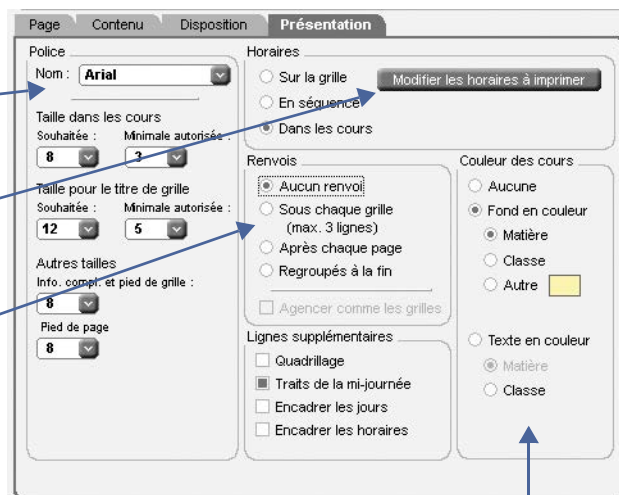 Page Contenu Disposition Présentation
Police
Nom : Arial
Taille dans les cours
Souhaitée : Minimale autorisée :
8 3
Taille pour le titre de grille
Souhaitée : Minimale autorisée :
12 5
Autres tailles
Info. compl. et pied de grille :
8
Pied de page
8
Horaires
Sur la grille
Modifier les horaires à imprimer
En séquence
Dans les cours
Renvois
Aucun renvoi
Sous chaque grille
(max. 3 lignes)
Après chaque page
Regroupés à la fin
Agencer comme les grilles
Lignes supplémentaires
Quadrillage
Traits de la mi-journée
Encadrer les jours
Encadrer les horaires
Couleur des cours
Aucune
Fond en couleur
Matière
Classe
Autre
Texte en couleur
Matière
Classe